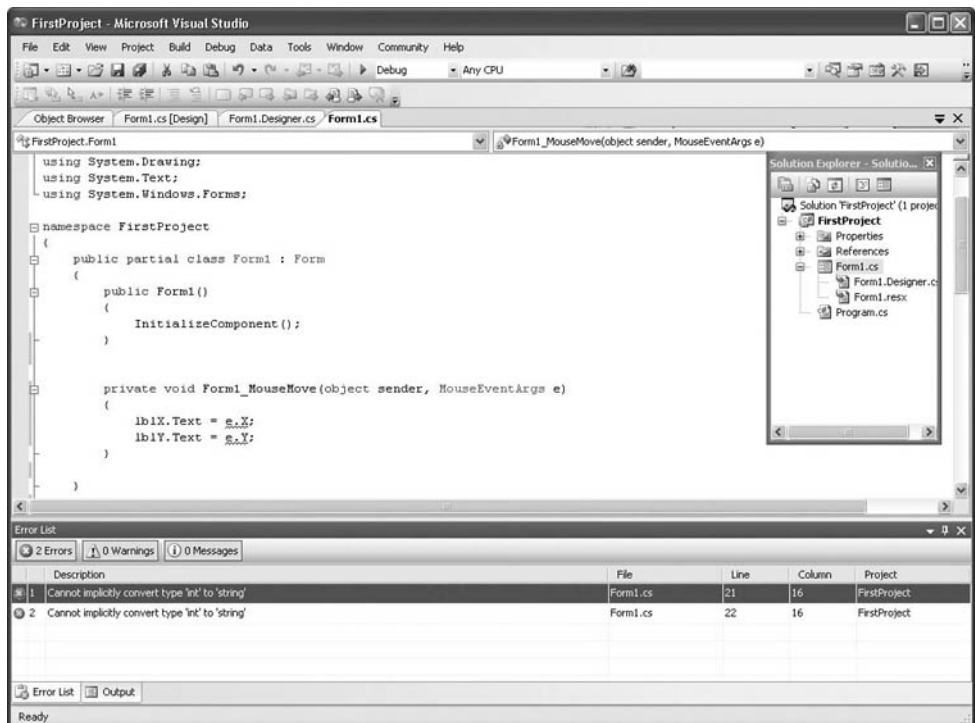 FirstProject - Microsoft Visual Studio
File Edit View Project Build Debug Data Tools Window Community Help
Debug Any CPU
Object Browser Form1.cs [Design] Form1.Designer.cs Form1.cs
FirstProject.Form1 Form1_MouseMove(object sender, MouseEventArgs e)
using System.Drawing;
using System.Text;
using System.Windows.Forms;
namespace FirstProject
{
public partial class Form1 : Form
{
public Form1()
{
InitializeComponent();
}
private void Form1_MouseMove(object sender, MouseEventArgs e)
{
lblX.Text = e.X;
lblY.Text = e.Y;
}
}
Solution Explorer - Solutio...
Solution 'FirstProject' (1 projec
FirstProject
Properties
References
Form1.cs
Form1.Designer.c
Form1.resx
Program.cs
Error List
2 Errors 0 Warnings 0 Messages
Description File Line Column Project
1 Cannot implicitly convert type 'int' to 'string' Form1.cs 21 16 FirstProject
2 Cannot implicitly convert type 'int' to 'string' Form1.cs 22 16 FirstProject
Error List Output
Ready